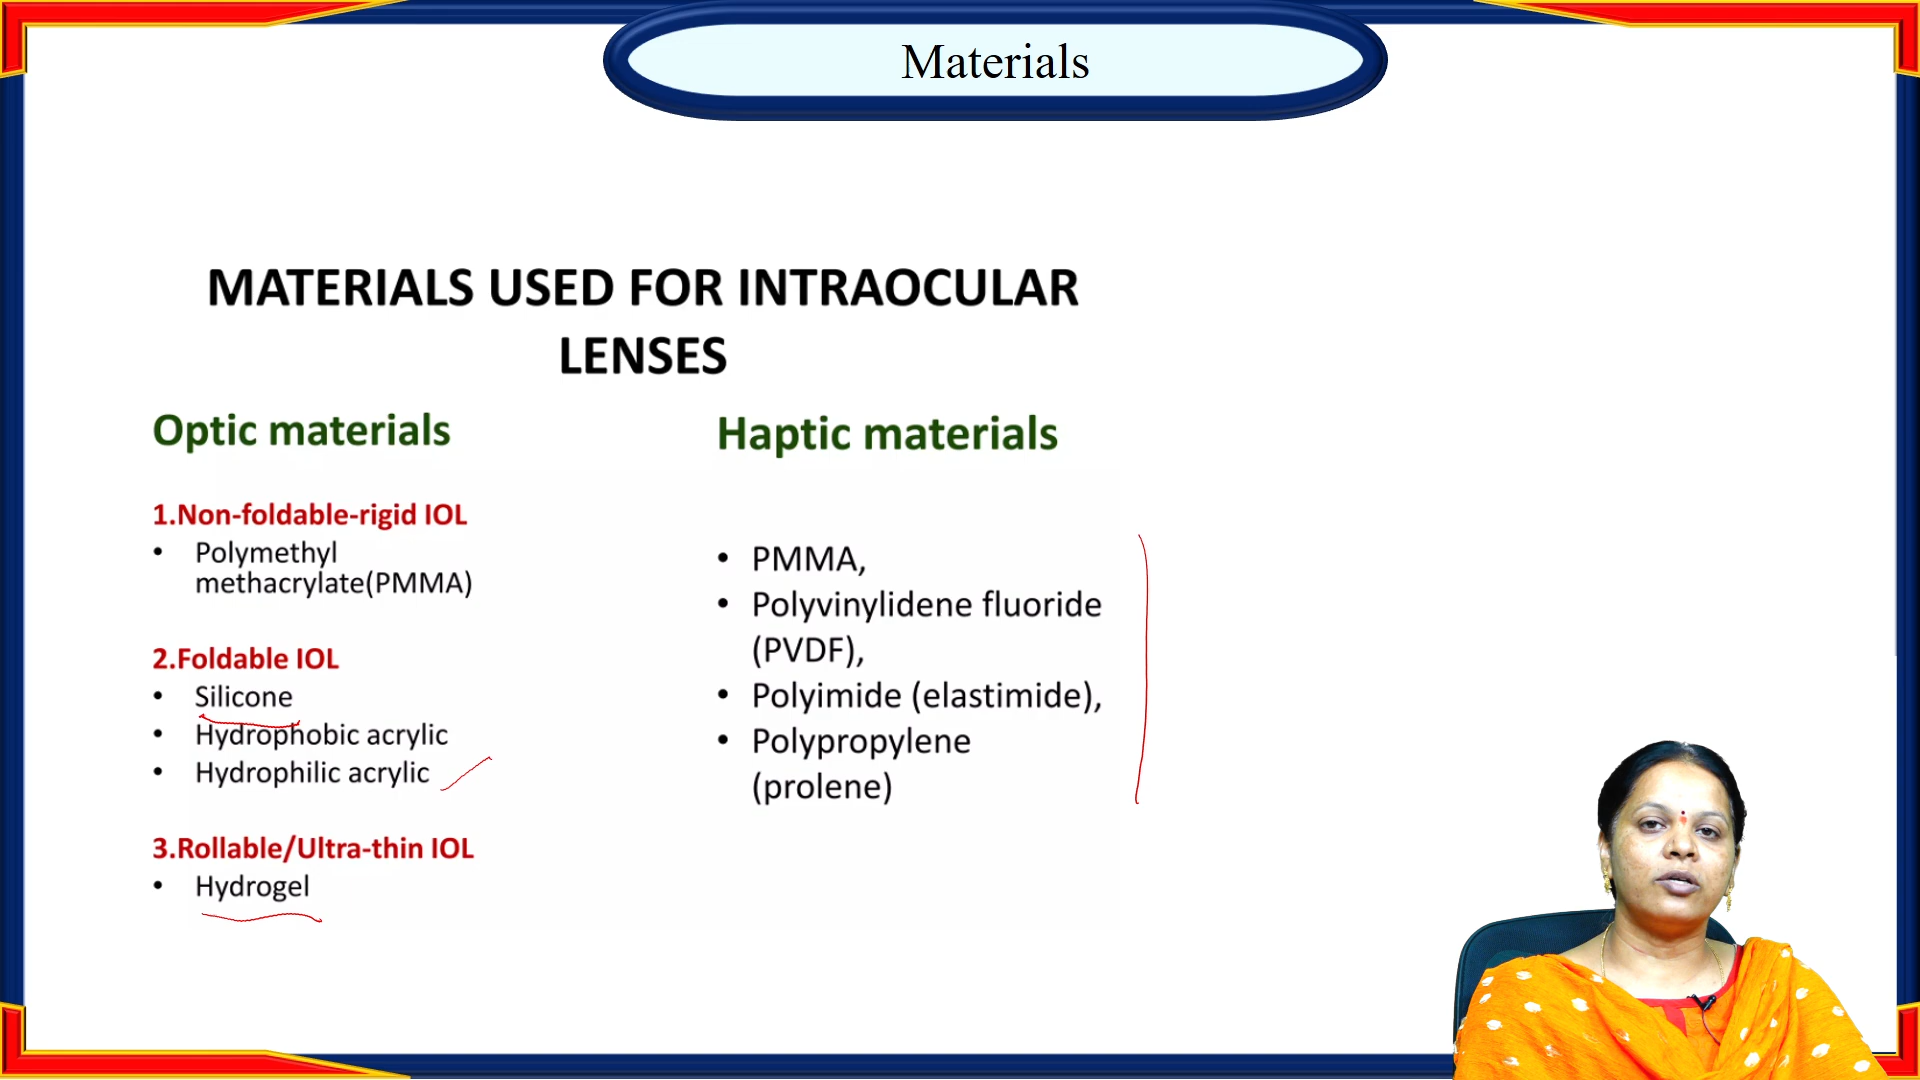 Materials
MATERIALS USED FOR INTRAOCULAR
LENSES
Optic materials
1.Non-foldable-rigid IOL
• Polymethyl
methacrylate(PMMA)
2.Foldable IOL
• Silicone
• Hydrophobic acrylic
• Hydrophilic acrylic
3.Rollable/Ultra-thin IOL
• Hydrogel
Haptic materials
• PMMA,
• Polyvinylidene fluoride
(PVDF),
• Polyimide (elastimide),
• Polypropylene
(prolene)